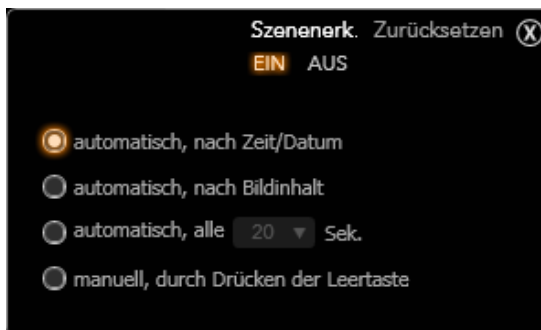 Szenenerk. Zurücksetzen X
EIN AUS
automatisch, nach Zeit/Datum
automatisch, nach Bildinhalt
automatisch, alle 20 ▼ Sek.
manuell, durch Drücken der Leertaste